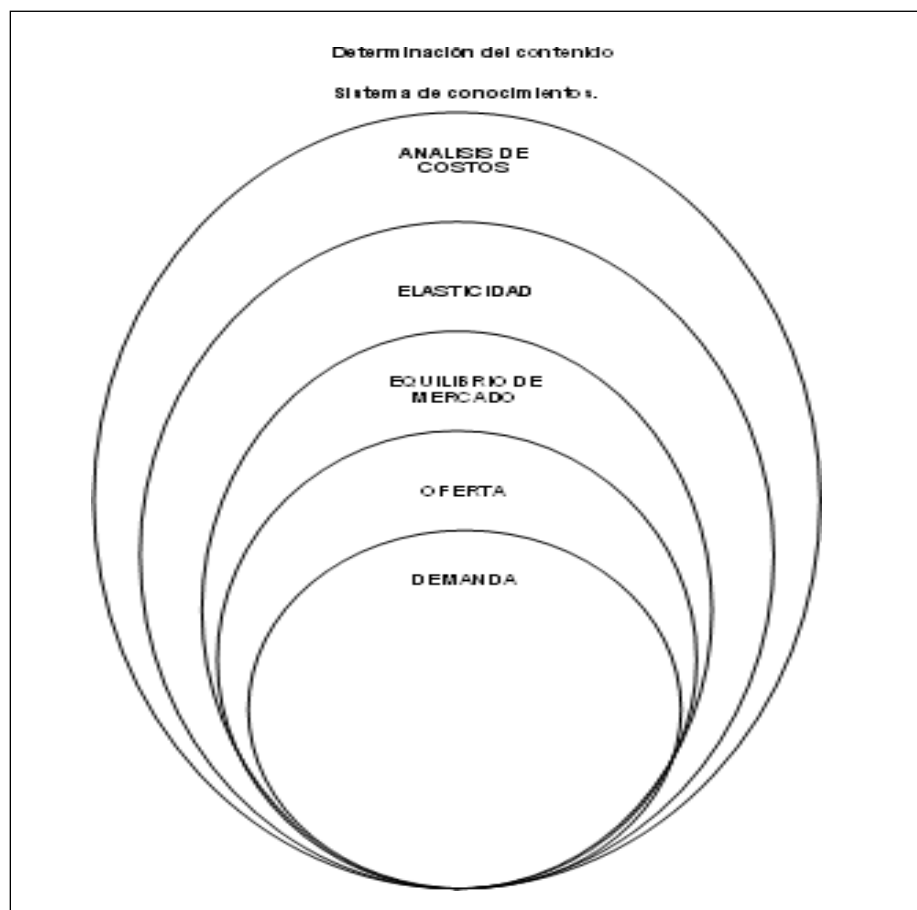 Determinación del contenido
Sistema de conocimientos.
ANALISIS DE
COSTOS
ELASTICIDAD
EQUILIBRIO DE
MERCADO
OFERTA
DEMANDA